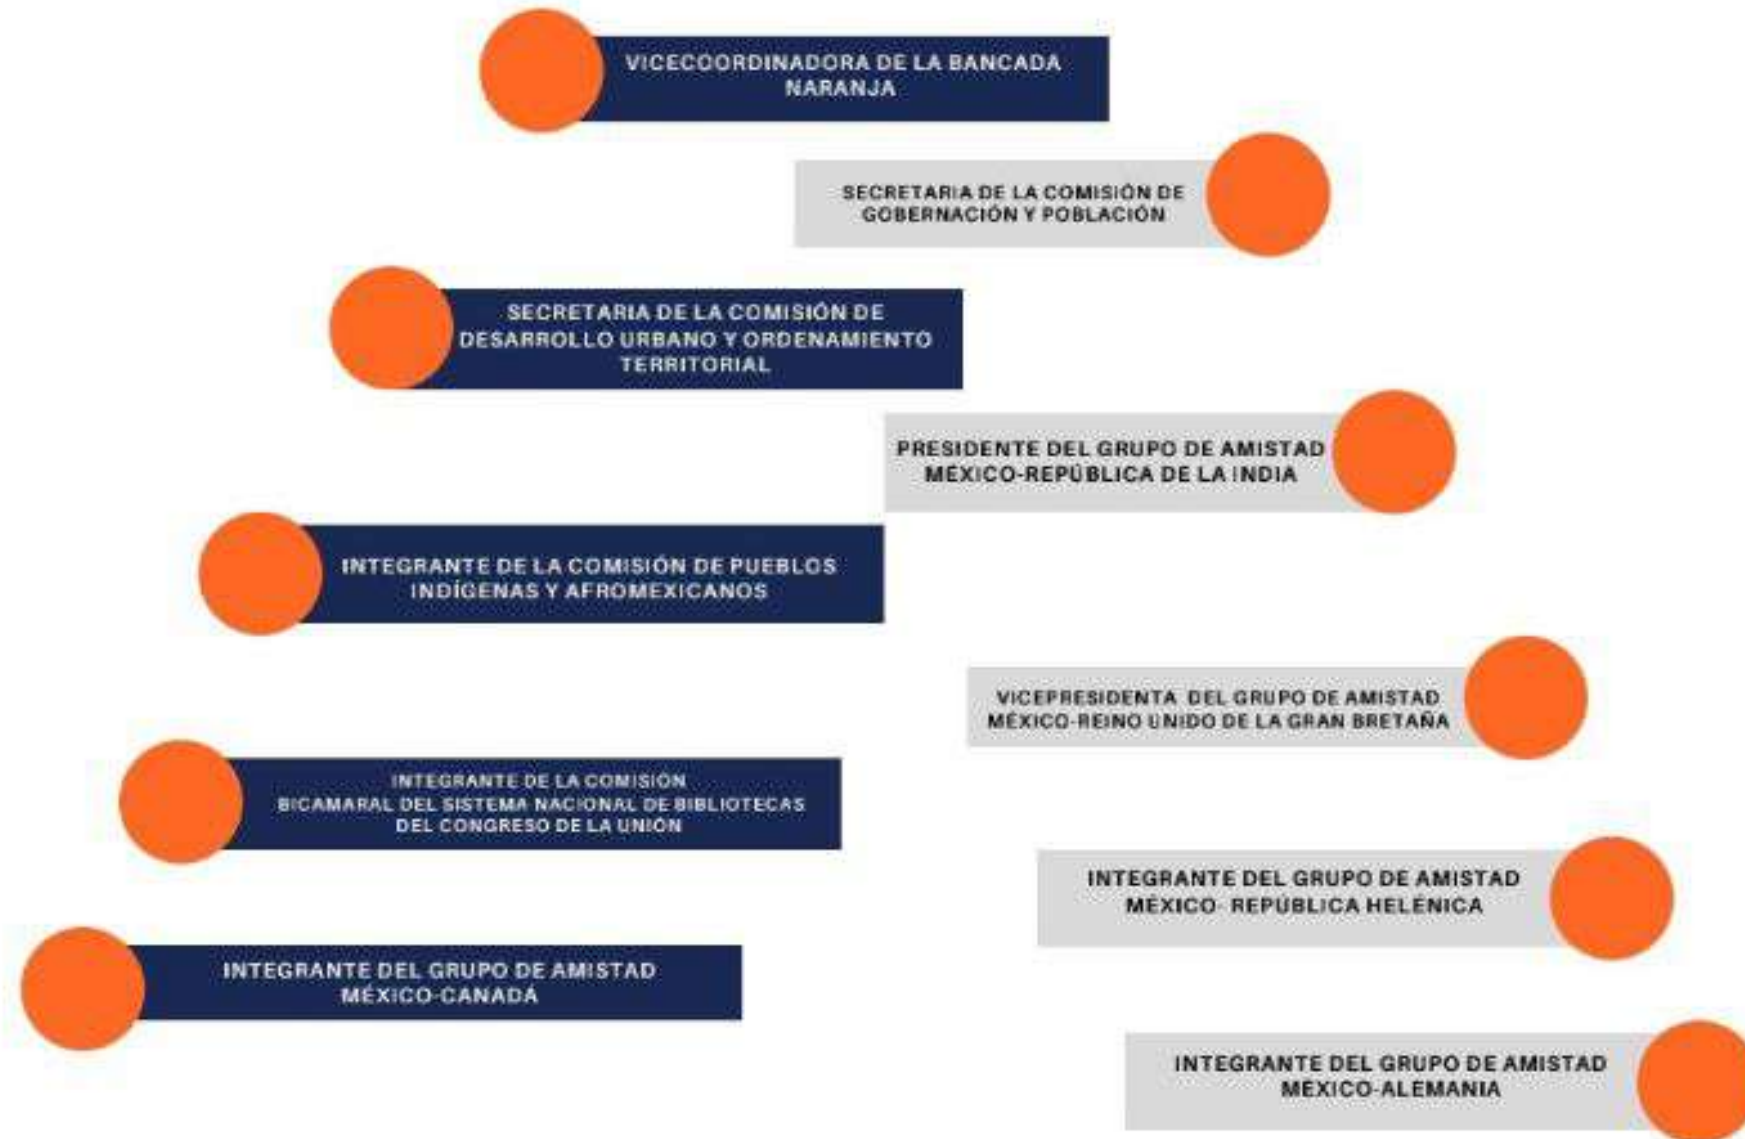 VICECOORDINADORA DE LA BANCADA
NARANJA
SECRETARIA DE LA COMISIÓN DE
GOBERNACIÓN Y POBLACIÓN
SECRETARIA DE LA COMISIÓN DE
DESARROLLO URBANO Y ORDENAMIENTO
TERRITORIAL
PRESIDENTE DEL GRUPO DE AMISTAD
MÉXICO-REPÚBLICA DE LA INDIA
INTEGRANTE DE LA COMISIÓN DE PUEBLOS
INDÍGENAS Y AFROMEXICANOS
VICEPRESIDENTA DEL GRUPO DE AMISTAD
MÉXICO-REINO UNIDO DE LA GRAN BRETAÑA
INTEGRANTE DE LA COMISIÓN
BICAMARAL DEL SISTEMA NACIONAL DE BIBLIOTECAS
DEL CONGRESO DE LA UNIÓN
INTEGRANTE DEL GRUPO DE AMISTAD
MÉXICO- REPÚBLICA HELÉNICA
INTEGRANTE DEL GRUPO DE AMISTAD
MÉXICO-CANADÁ
INTEGRANTE DEL GRUPO DE AMISTAD
MÉXICO-ALEMANIA